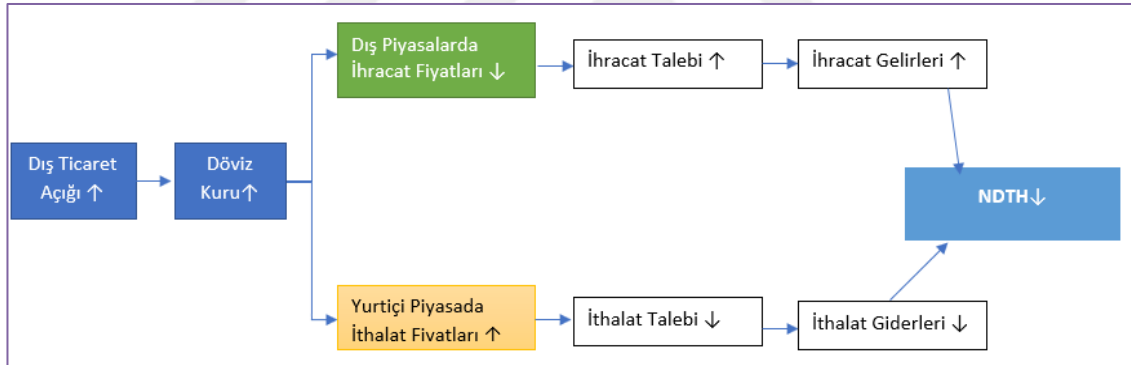 Dış Piyasalarda
İhracat Fiyatları ↓
İhracat Talebi ↑
İhracat Gelirleri ↑
Dış Ticaret
Açığı ↑
Döviz
Kuru↑
NDTH↓
Yurtiçi Piyasada
İthalat Fivatları ↑
İthalat Talebi ↓
İthalat Giderleri ↓